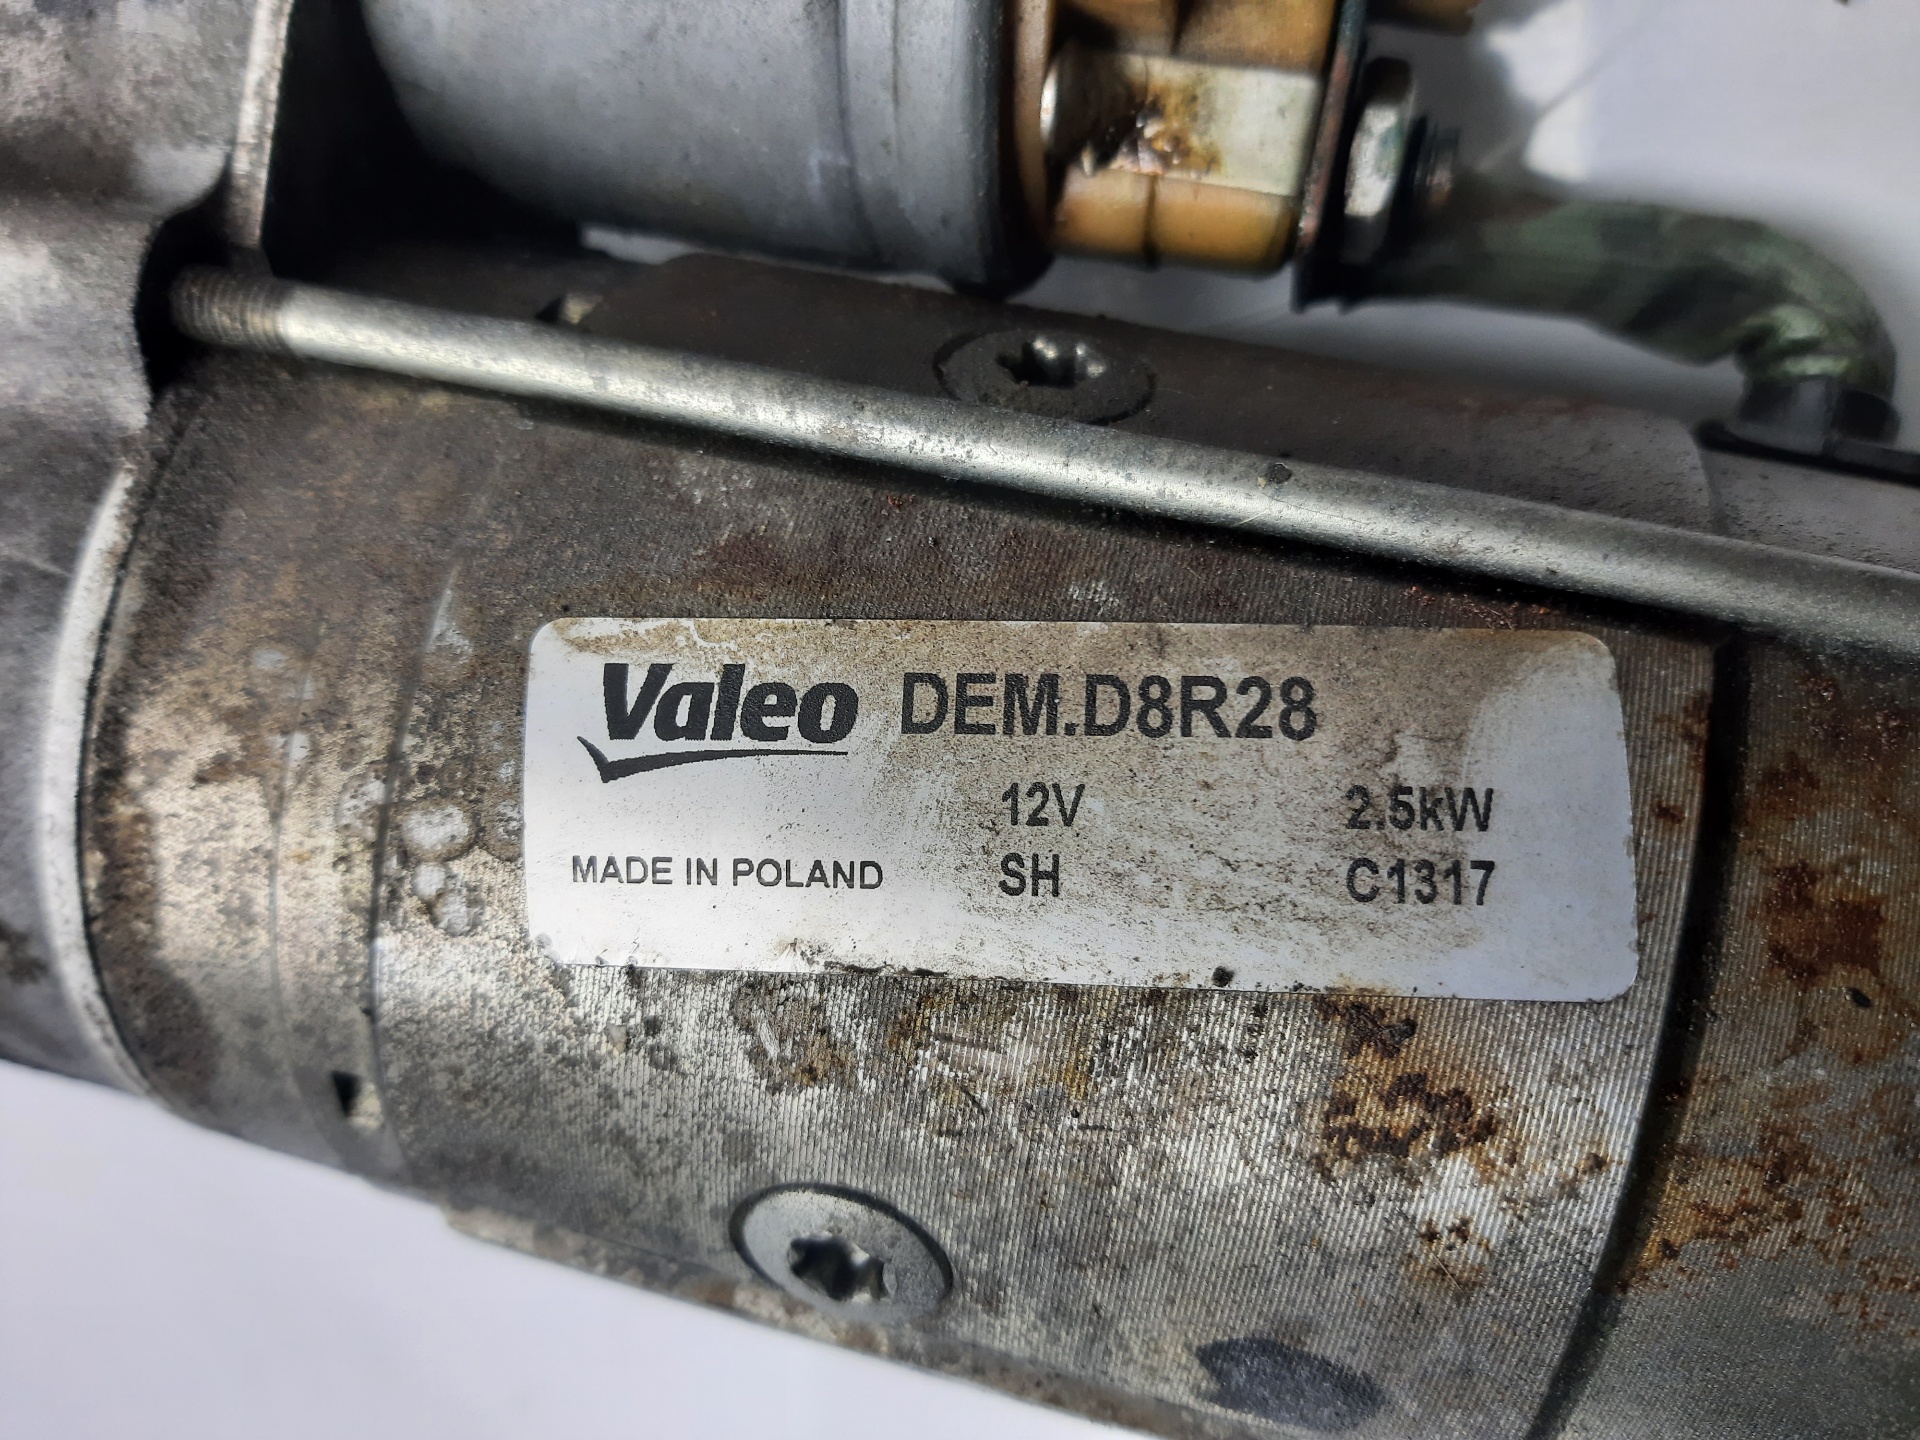 Valeo DEM.D8R28
12V 2.5kW
MADE IN POLAND SH C1317